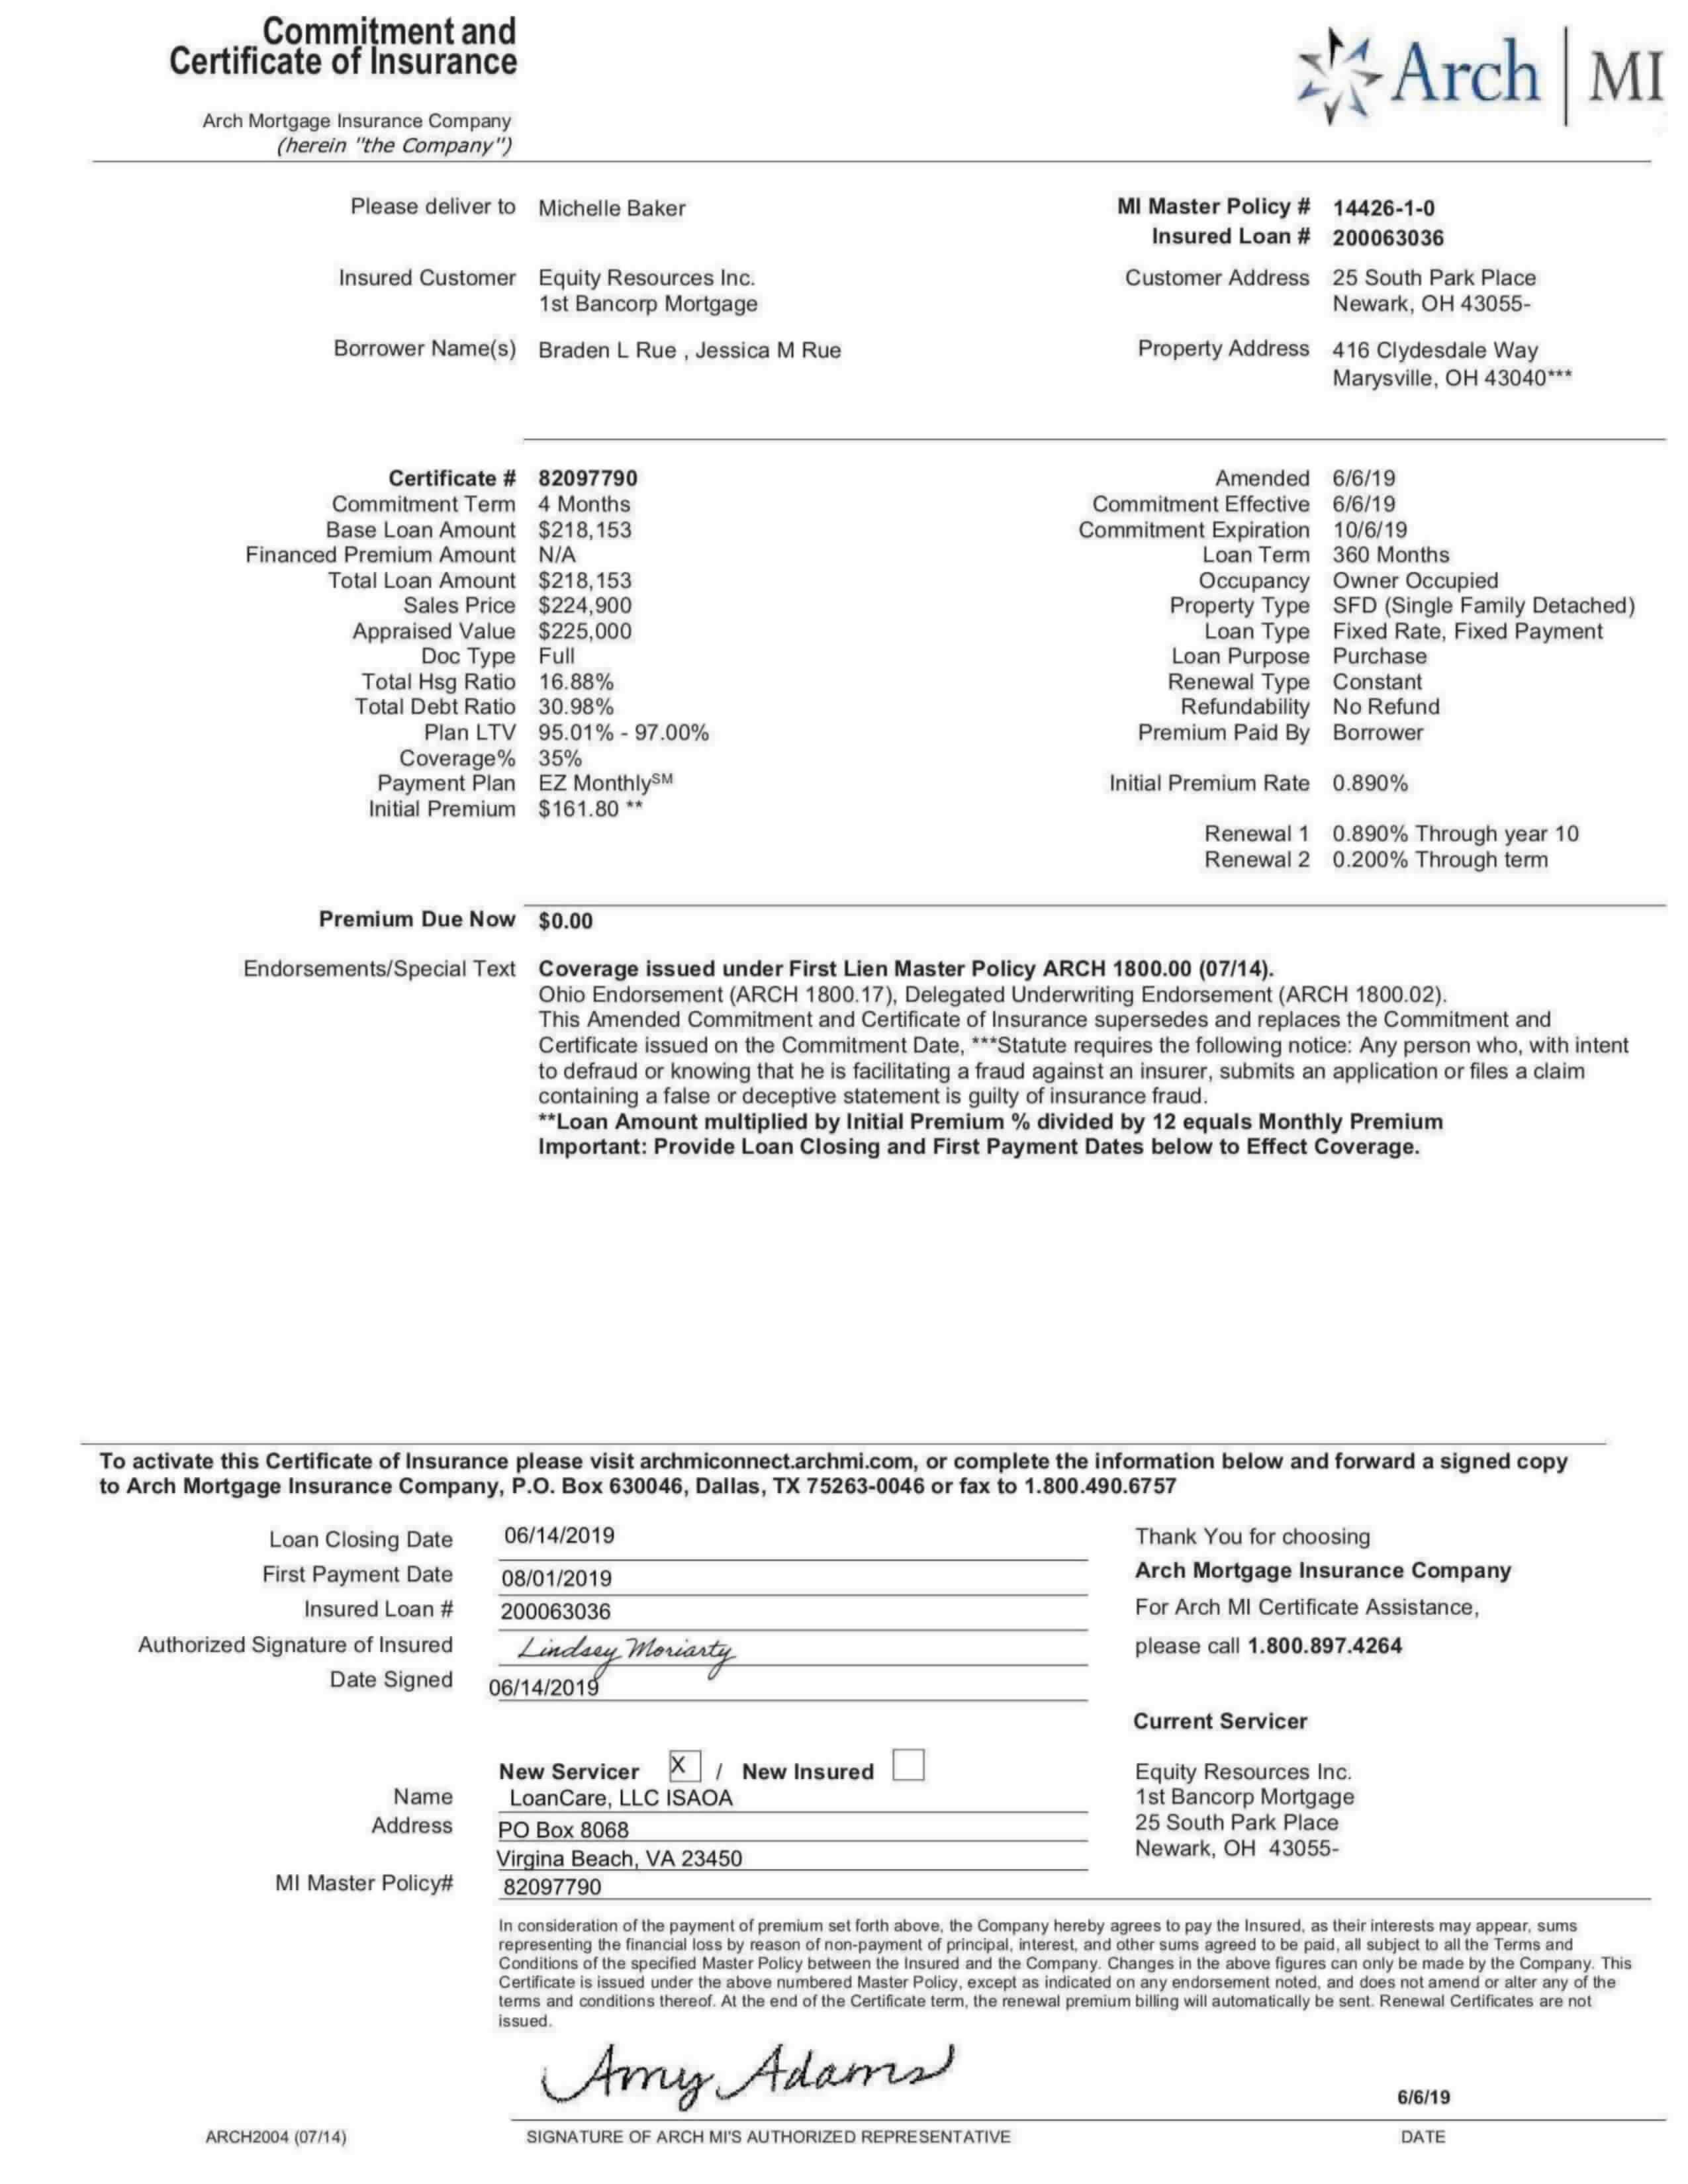 Commitment and
Certificate of Insurance
Arch | MI
Arch Mortgage Insurance Company
(herein "the Company")
Please deliver to Michelle Baker
MI Master Policy # 14426-1-0
Insured Loan # 200063036
Insured Customer Equity Resources Inc.
1st Bancorp Mortgage
Customer Address 25 South Park Place
Newark, OH 43055-
Borrower Name(s) Braden L Rue , Jessica M Rue
Property Address 416 Clydesdale Way
Marysville, OH 43040***
Certificate # 82097790
Commitment Term 4 Months
Base Loan Amount $218,153
Financed Premium Amount N/A
Total Loan Amount $218,153
Sales Price $224,900
Appraised Value $225,000
Doc Type Full
Total Hsg Ratio 16.88%
Total Debt Ratio 30.98%
Plan LTV 95.01% - 97.00%
Coverage% 35%
Payment Plan EZ MonthlySM
Initial Premium $161.80 **
Amended 6/6/19
Commitment Effective 6/6/19
Commitment Expiration 10/6/19
Loan Term 360 Months
Occupancy Owner Occupied
Property Type SFD (Single Family Detached)
Loan Type Fixed Rate, Fixed Payment
Loan Purpose Purchase
Renewal Type Constant
Refundability No Refund
Premium Paid By Borrower
Initial Premium Rate 0.890%
Renewal 1 0.890% Through year 10
Renewal 2 0.200% Through term
Premium Due Now $0.00
Endorsements/Special Text Coverage issued under First Lien Master Policy ARCH 1800.00 (07/14).
Ohio Endorsement (ARCH 1800.17), Delegated Underwriting Endorsement (ARCH 1800.02).
This Amended Commitment and Certificate of Insurance supersedes and replaces the Commitment and
Certificate issued on the Commitment Date, ***Statute requires the following notice: Any person who, with intent
to defraud or knowing that he is facilitating a fraud against an insurer, submits an application or files a claim
containing a false or deceptive statement is guilty of insurance fraud.
**Loan Amount multiplied by Initial Premium % divided by 12 equals Monthly Premium
Important: Provide Loan Closing and First Payment Dates below to Effect Coverage.
To activate this Certificate of Insurance please visit archmiconnect.archmi.com, or complete the information below and forward a signed copy
to Arch Mortgage Insurance Company, P.O. Box 630046, Dallas, TX 75263-0046 or fax to 1.800.490.6757
Loan Closing Date 06/14/2019
First Payment Date 08/01/2019
Insured Loan # 200063036
Authorized Signature of Insured Lindsey Moriarty
Date Signed 06/14/2019
Thank You for choosing
Arch Mortgage Insurance Company
For Arch MI Certificate Assistance,
please call 1.800.897.4264
Current Servicer
Equity Resources Inc.
1st Bancorp Mortgage
25 South Park Place
Newark, OH 43055-
New Servicer X / New Insured
Name LoanCare, LLC ISAOA
Address PO Box 8068
Virgina Beach, VA 23450
MI Master Policy# 82097790
In consideration of the payment of premium set forth above, the Company hereby agrees to pay the Insured, as their interests may appear, sums
representing the financial loss by reason of non-payment of principal, interest, and other sums agreed to be paid, all subject to all the Terms and
Conditions of the specified Master Policy between the Insured and the Company. Changes in the above figures can only be made by the Company. This
Certificate is issued under the above numbered Master Policy, except as indicated on any endorsement noted, and does not amend or alter any of the
terms and conditions thereof. At the end of the Certificate term, the renewal premium billing will automatically be sent. Renewal Certificates are not
issued.
Amy Adams
6/6/19
ARCH2004 (07/14)
SIGNATURE OF ARCH MI'S AUTHORIZED REPRESENTATIVE
DATE